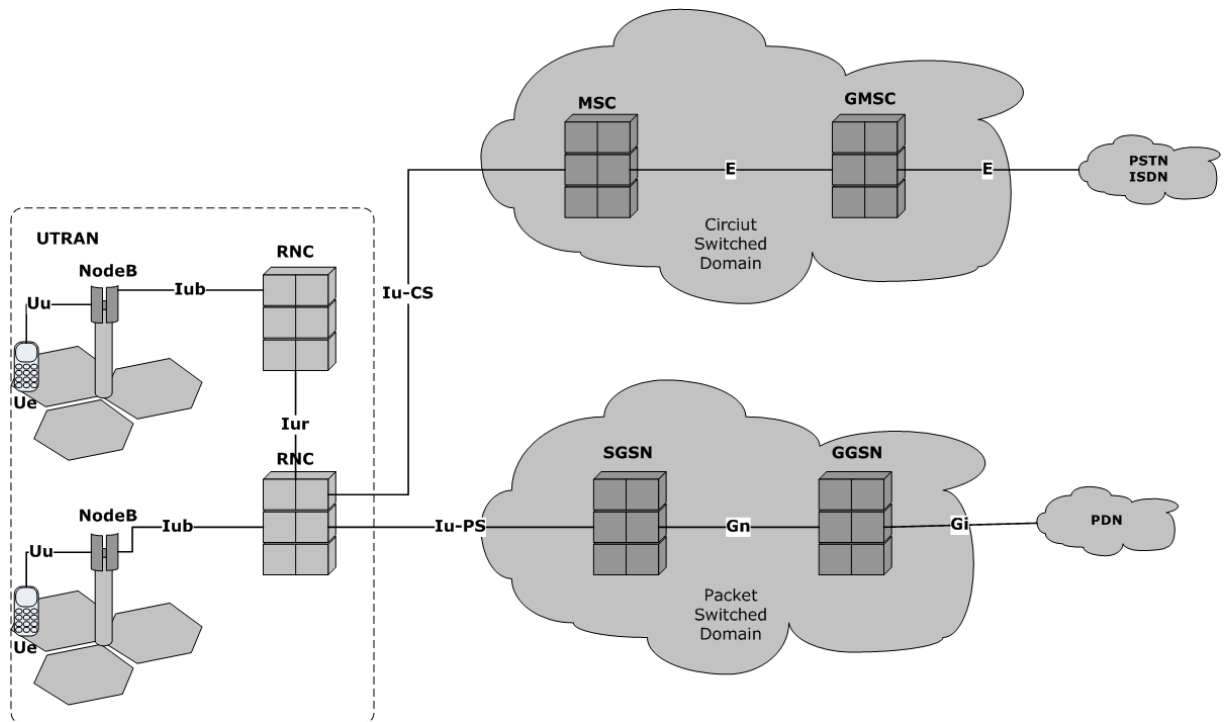 MSC
GMSC
E
E
PSTN
ISDN
Circiut
Switched
Domain
UTRAN
RNC
NodeB
Iub
Uu
Ue
Iu-CS
Iur
RNC
NodeB
Iub
Uu
Ue
Iu-PS
SGSN
GGSN
Gn
Gi
PDN
Packet
Switched
Domain